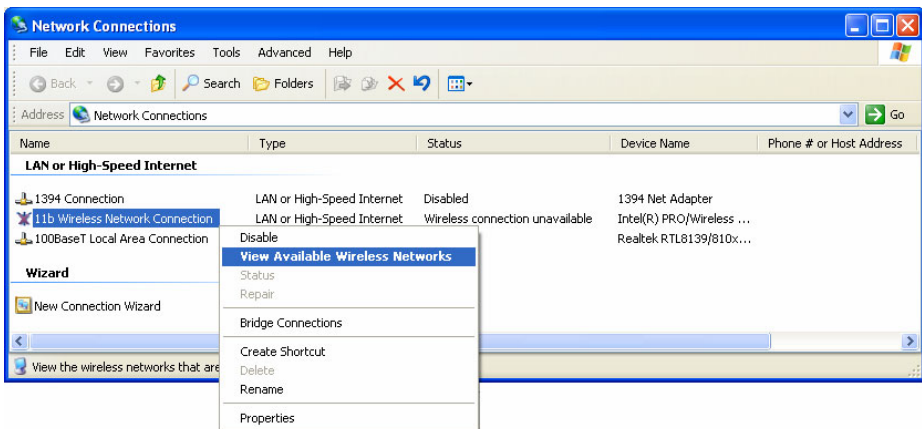 Network Connections
File Edit View Favorites Tools Advanced Help
Back Search Folders
Address Network Connections Go
Name Type Status Device Name Phone # or Host Address
LAN or High-Speed Internet
1394 Connection LAN or High-Speed Internet Disabled 1394 Net Adapter
11b Wireless Network Connection LAN or High-Speed Internet Wireless connection unavailable Intel(R) PRO/Wireless ...
100BaseT Local Area Connection Realtek RTL8139/810x...
Disable
View Available Wireless Networks
Wizard
Status
Repair
New Connection Wizard
Bridge Connections
Create Shortcut
View the wireless networks that are
Delete
Rename
Properties